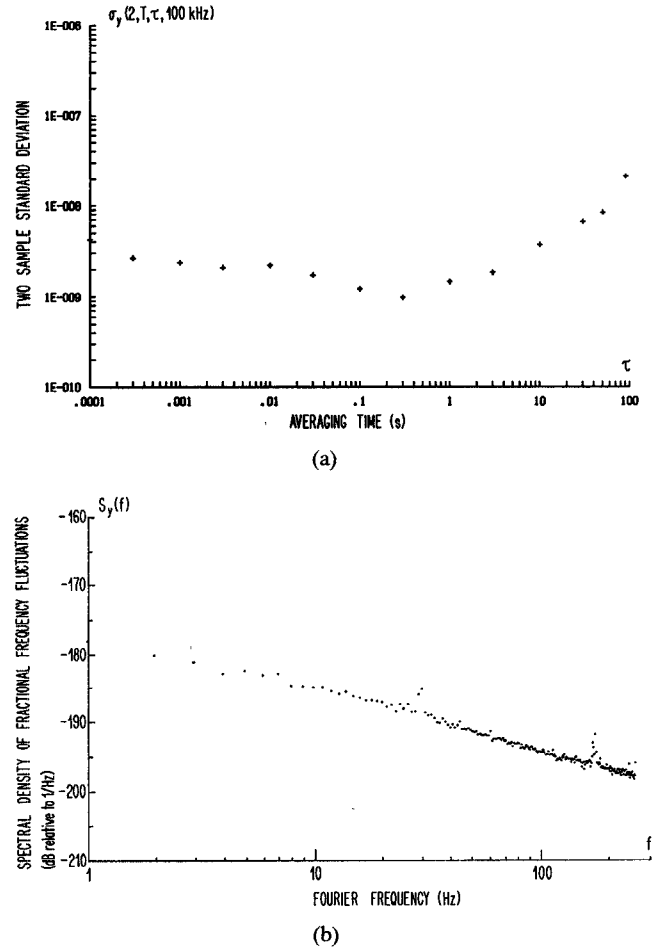 σy (2,T,τ,100 kHz)
1E-006
1E-007
1E-008
1E-009
1E-010
TWO SAMPLE STANDARD DEVIATION
.0001 .001 .01 .1 1 10 100
τ
AVERAGING TIME (s)
(a)
Sy(f)
-160
-170
-180
-190
-200
-210
SPECTRAL DENSITY OF FRACTIONAL FREQUENCY FLUCTUATIONS
(dB relative to 1/Hz)
1 10 100
f
FOURIER FREQUENCY (Hz)
(b)